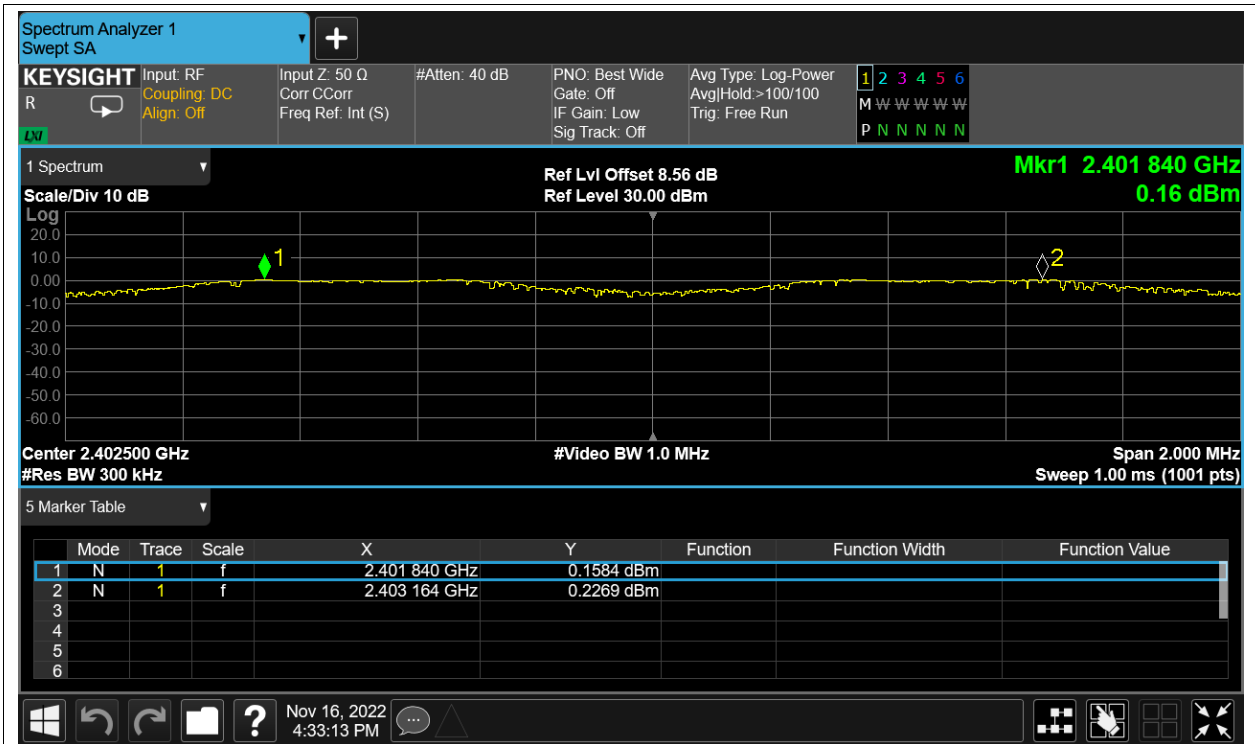 Spectrum Analyzer 1
Swept SA
KEYSIGHT Input: RF Input Z: 50 Ω #Atten: 40 dB PNO: Best Wide Avg Type: Log-Power 1 2 3 4 5 6
R Coupling: DC Corr CCorr Gate: Off Avg|Hold:>100/100 M W W W W W
Align: Off Freq Ref: Int (S) IF Gain: Low Trig: Free Run
LXI Sig Track: Off P N N N N N
1 Spectrum Ref Lvl Offset 8.56 dB Mkr1 2.401 840 GHz
Scale/Div 10 dB Ref Level 30.00 dBm 0.16 dBm
Log
20.0
10.0 1 2
0.00
-10.0
-20.0
-30.0
-40.0
-50.0
-60.0
Center 2.402500 GHz #Video BW 1.0 MHz Span 2.000 MHz
#Res BW 300 kHz Sweep 1.00 ms (1001 pts)
5 Marker Table
Mode Trace Scale X Y Function Function Width Function Value
1 N 1 f 2.401 840 GHz 0.1584 dBm
2 N 1 f 2.403 164 GHz 0.2269 dBm
3
4
5
6
? Nov 16, 2022
4:33:13 PM